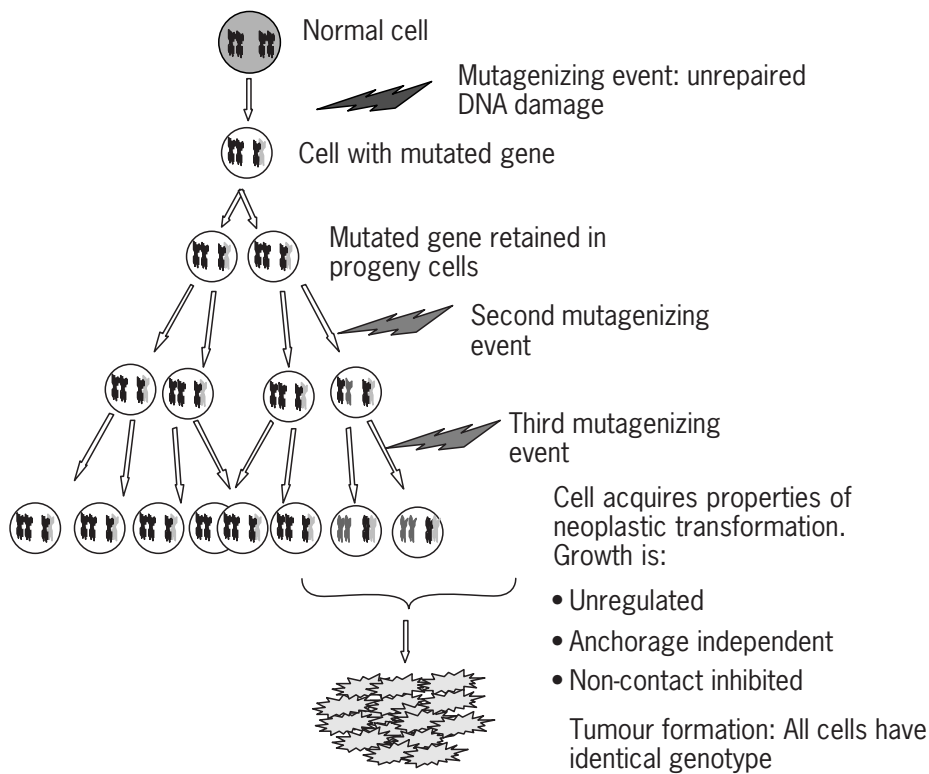 Normal cell
Mutagenizing event: unrepaired
DNA damage
Cell with mutated gene
Mutated gene retained in
progeny cells
Second mutagenizing
event
Third mutagenizing
event
Cell acquires properties of
neoplastic transformation.
Growth is:
• Unregulated
• Anchorage independent
• Non-contact inhibited
Tumour formation: All cells have
identical genotype